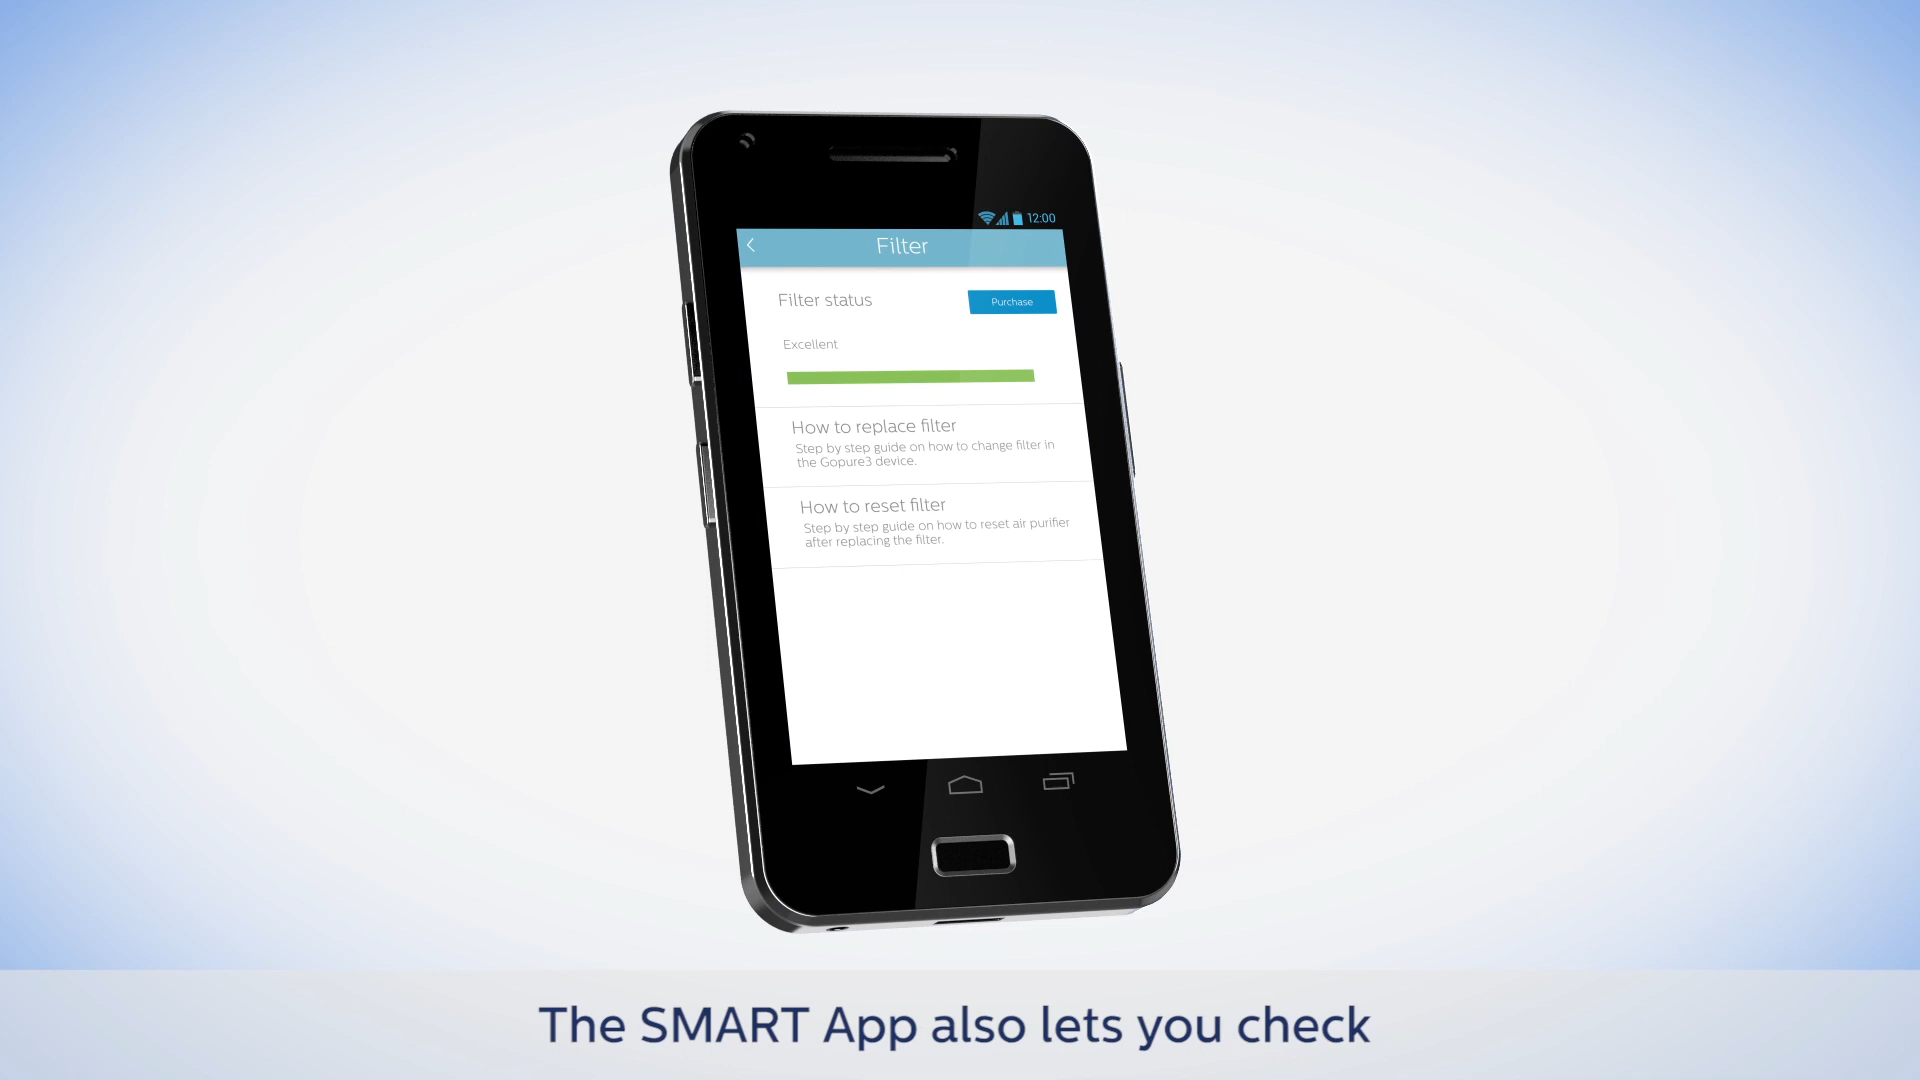 12:00
Filter
Filter status
Purchase
Excellent
How to replace filter
Step by step guide on how to change filter in
the Gopure3 device.
How to reset filter
Step by step guide on how to reset air purifier
after replacing the filter.
The SMART App also lets you check